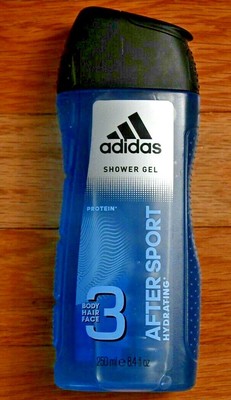 adidas
SHOWER GEL
PROTEIN*
AFTER SPORT
HYDRATING*
3
BODY
HAIR
FACE
250 ml e 8.4 fl oz